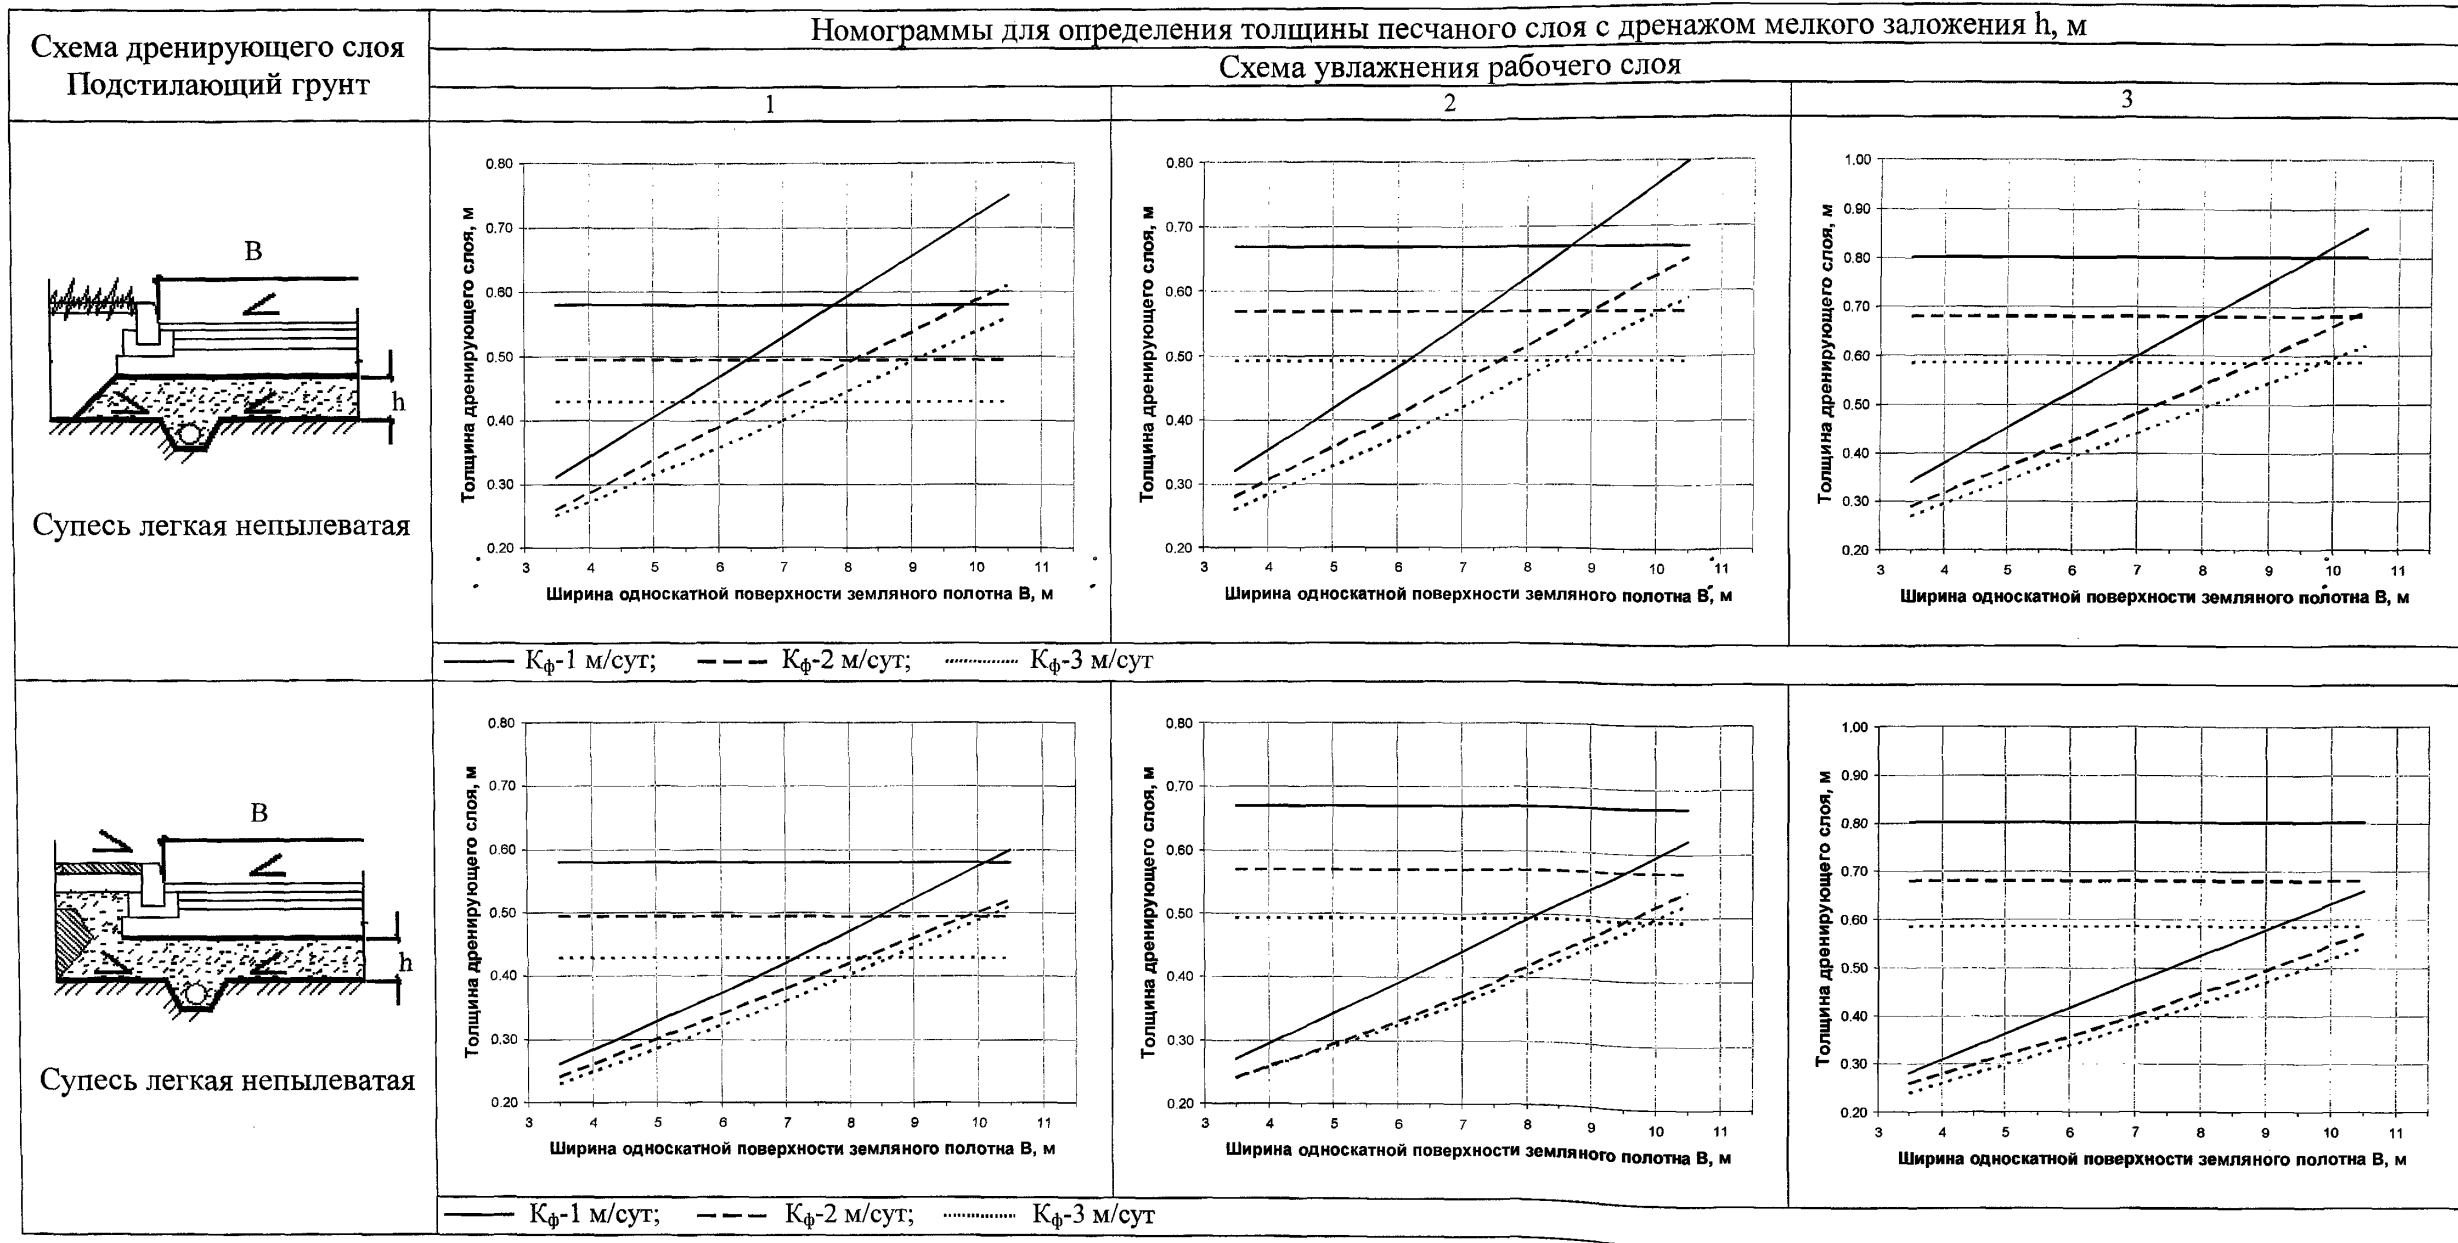 Схема дренирующего слоя
Подстилающий грунт
Номограммы для определения толщины песчаного слоя с дренажом мелкого заложения h, м
Схема увлажнения рабочего слоя
1
2
3
B
h
Супесь легкая непылеватая
Толщина дренирующего слоя, м
0.80
0.70
0.60
0.50
0.40
0.30
0.20
3 4 5 6 7 8 9 10 11
Ширина односкатной поверхности земляного полотна В, м
Толщина дренирующего слоя, м
0.80
0.70
0.60
0.50
0.40
0.30
0.20
3 4 5 6 7 8 9 10 11
Ширина односкатной поверхности земляного полотна В, м
Толщина дренирующего слоя, м
1.00
0.90
0.80
0.70
0.60
0.50
0.40
0.30
0.20
3 4 5 6 7 8 9 10 11
Ширина односкатной поверхности земляного полотна В, м
Kф-1 м/сут; Kф-2 м/сут; Kф-3 м/сут
B
h
Супесь легкая непылеватая
Толщина дренирующего слоя, м
0.80
0.70
0.60
0.50
0.40
0.30
0.20
3 4 5 6 7 8 9 10 11
Ширина односкатной поверхности земляного полотна В, м
Толщина дренирующего слоя, м
0.80
0.70
0.60
0.50
0.40
0.30
0.20
3 4 5 6 7 8 9 10 11
Ширина односкатной поверхности земляного полотна В, м
Толщина дренирующего слоя, м
1.00
0.90
0.80
0.70
0.60
0.50
0.40
0.30
0.20
3 4 5 6 7 8 9 10 11
Ширина односкатной поверхности земляного полотна В, м
Kф-1 м/сут; Kф-2 м/сут; Kф-3 м/сут